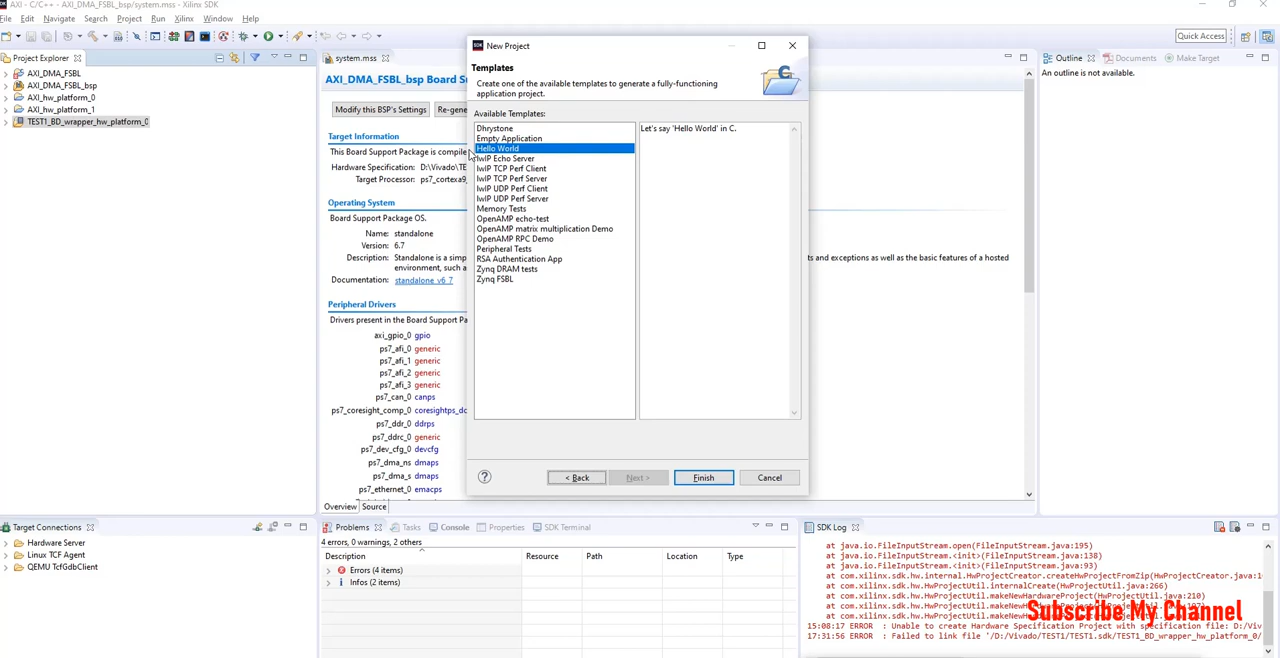 AXI - C/C++ - AXI_DMA_FSBL_bsp/system.mss - Xilinx SDK
File Edit Navigate Search Project Run Xilinx Window Help
Quick Access
Project Explorer
AXI_DMA_FSBL
AXI_DMA_FSBL_bsp
AXI_hw_platform_0
AXI_hw_platform_1
TEST1_BD_wrapper_hw_platform_0
system.mss
AXI_DMA_FSBL_bsp Board Su
Modify this BSP's Settings
Re-gene
Target Information
This Board Support Package is compile
Hardware Specification: D:\Vivado\TE
Target Processor: ps7_cortexa9_
Operating System
Board Support Package OS.
Name: standalone
Version: 6.7
Description: Standalone is a simp
environment, such a
ts and exceptions as well as the basic features of a hosted
Documentation: standalone_v6_7
Peripheral Drivers
Drivers present in the Board Support Pa
axi_gpio_0 gpio
ps7_afi_0 generic
ps7_afi_1 generic
ps7_afi_2 generic
ps7_afi_3 generic
ps7_can_0 canps
ps7_coresight_comp_0 coresightps_dc
ps7_ddr_0 ddrps
ps7_ddrc_0 generic
ps7_dev_cfg_0 devcfg
ps7_dma_ns dmaps
ps7_dma_s dmaps
ps7_ethernet_0 emacps
Overview Source
New Project
Templates
Create one of the available templates to generate a fully-functioning
application project.
Available Templates:
Dhrystone
Empty Application
Hello World
lwIP Echo Server
lwIP TCP Perf Client
lwIP TCP Perf Server
lwIP UDP Perf Client
lwIP UDP Perf Server
Memory Tests
OpenAMP echo-test
OpenAMP matrix multiplication Demo
OpenAMP RPC Demo
Peripheral Tests
RSA Authentication App
Zynq DRAM tests
Zynq FSBL
Let's say 'Hello World' in C.
< Back
Next >
Finish
Cancel
Outline Documents Make Target
An outline is not available.
Target Connections
Hardware Server
Linux TCF Agent
QEMU TcfGdbClient
Problems Tasks Console Properties SDK Terminal
4 errors, 0 warnings, 2 others
Description Resource Path Location Type
Errors (4 items)
Infos (2 items)
SDK Log
at java.io.FileInputStream.open(FileInputStream.java:195)
at java.io.FileInputStream.<init>(FileInputStream.java:138)
at java.io.FileInputStream.<init>(FileInputStream.java:93)
at com.xilinx.sdk.hw.internal.HwProjectCreator.createHwProjectFromZip(HwProjectCreator.java:1
at com.xilinx.sdk.hw.HwProjectUtil.internalCreate(HwProjectUtil.java:266)
at com.xilinx.sdk.hw.HwProjectUtil.makeNewHardwareProject(HwProjectUtil.java:210)
at com.xilinx.sdk.hw.HwProjectUtil.makeNewHardwareProject(HwProjectUtil.java:197)
15:08:17 ERROR : Unable to create Hardware Specification Project with specification file: D:/Viv
17:31:56 ERROR : Failed to link file '/D:/Vivado/TEST1/TEST1.sdk/TEST1_BD_wrapper_hw_platform_0/
Subscribe My Channel